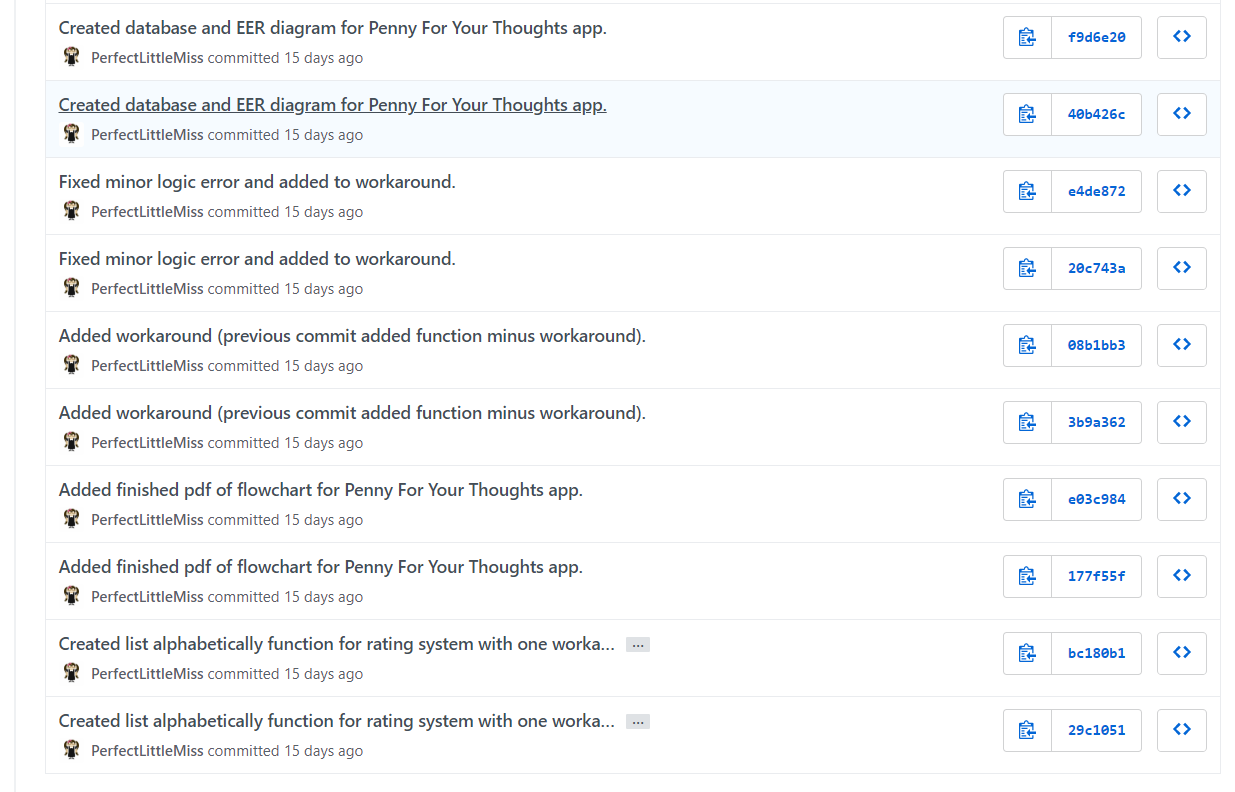 Created database and EER diagram for Penny For Your Thoughts app.
f9d6e20
PerfectLittleMiss committed 15 days ago
Created database and EER diagram for Penny For Your Thoughts app.
40b426c
PerfectLittleMiss committed 15 days ago
Fixed minor logic error and added to workaround.
e4de872
PerfectLittleMiss committed 15 days ago
Fixed minor logic error and added to workaround.
20c743a
PerfectLittleMiss committed 15 days ago
Added workaround (previous commit added function minus workaround).
08b1bb3
PerfectLittleMiss committed 15 days ago
Added workaround (previous commit added function minus workaround).
3b9a362
PerfectLittleMiss committed 15 days ago
Added finished pdf of flowchart for Penny For Your Thoughts app.
e03c984
PerfectLittleMiss committed 15 days ago
Added finished pdf of flowchart for Penny For Your Thoughts app.
177f55f
PerfectLittleMiss committed 15 days ago
Created list alphabetically function for rating system with one worka... …
bc180b1
PerfectLittleMiss committed 15 days ago
Created list alphabetically function for rating system with one worka... …
29c1051
PerfectLittleMiss committed 15 days ago